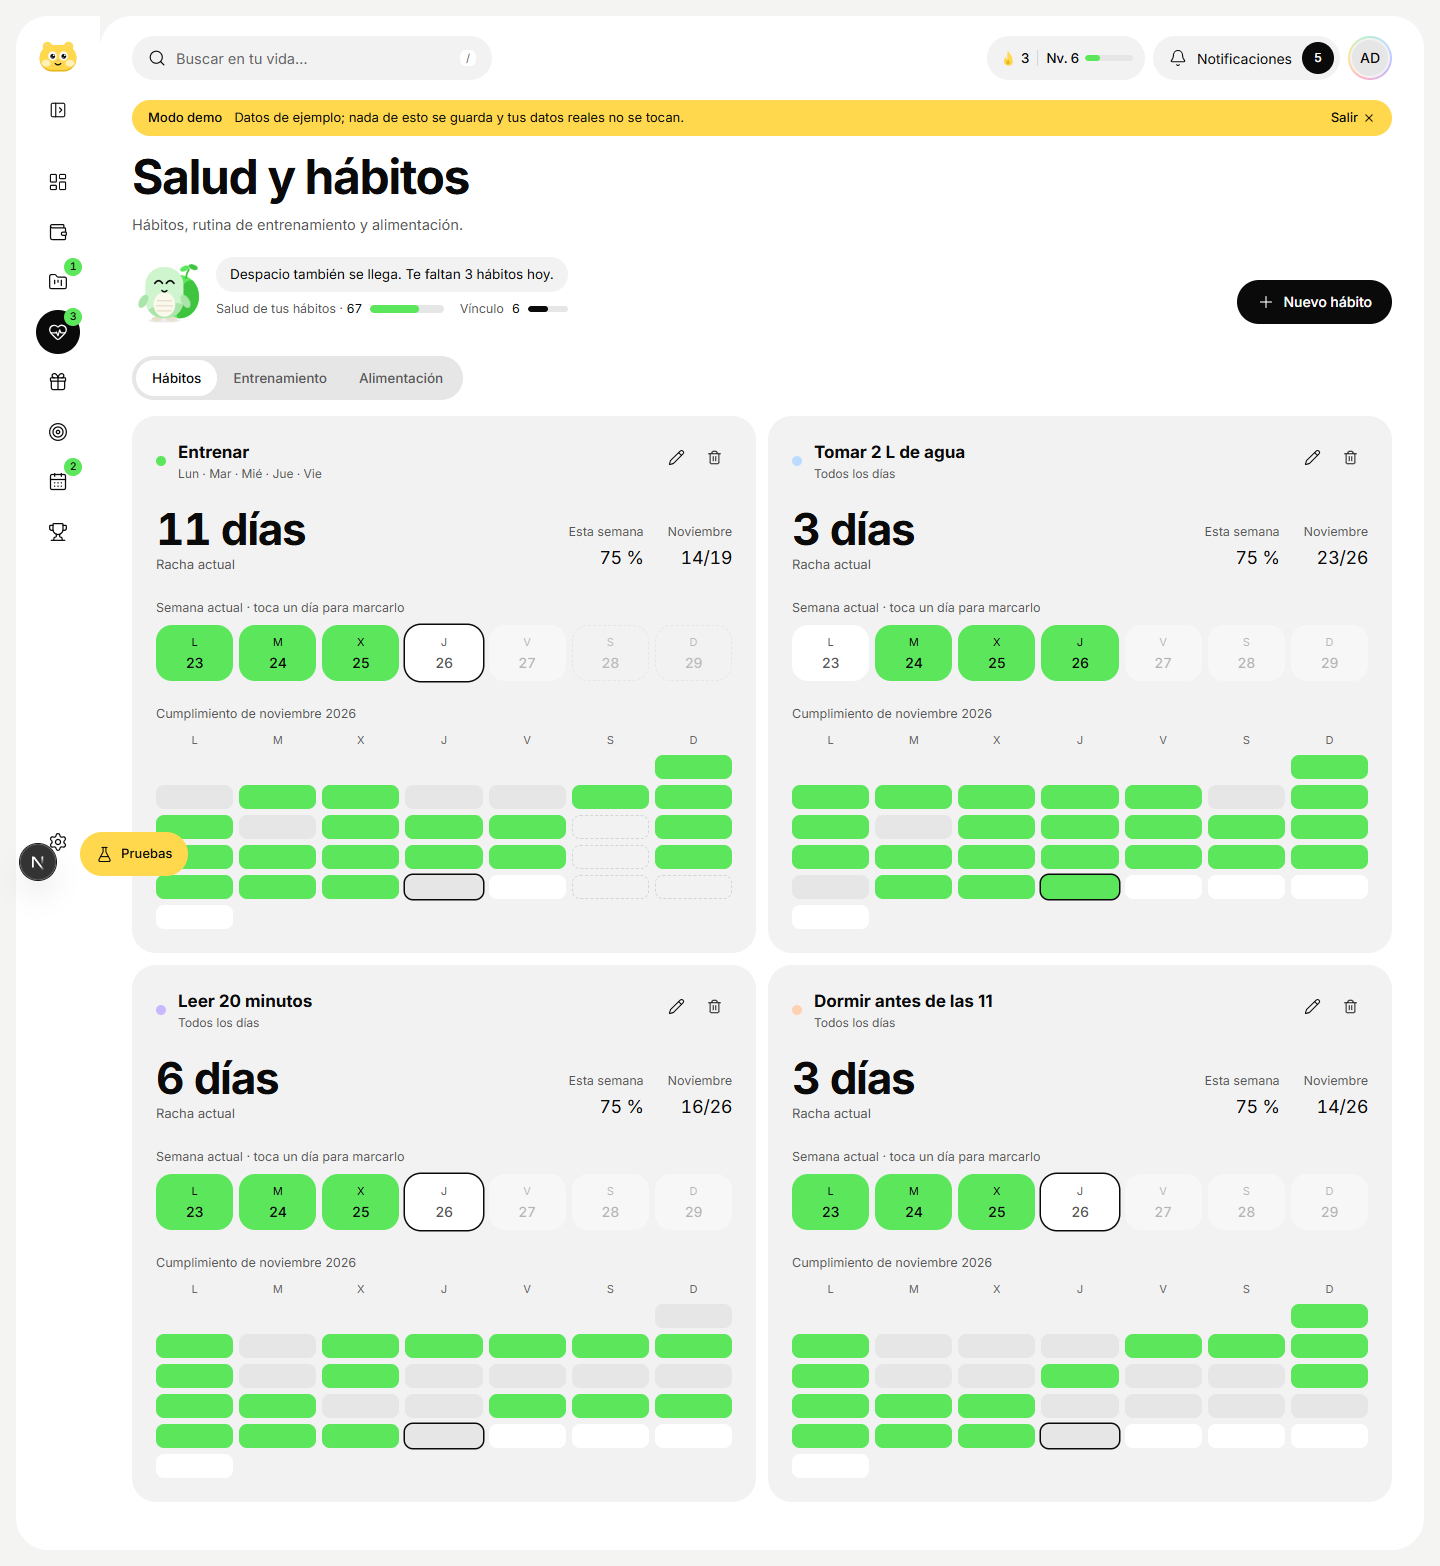 Buscar en tu vida...
/
3
Nv. 6
Notificaciones
5
AD
Modo demo Datos de ejemplo; nada de esto se guarda y tus datos reales no se tocan.
Salir
Salud y hábitos
Hábitos, rutina de entrenamiento y alimentación.
1
3
2
Despacio también se llega. Te faltan 3 hábitos hoy.
Salud de tus hábitos · 67
Vínculo 6
Nuevo hábito
Hábitos
Entrenamiento
Alimentación
Entrenar
Lun · Mar · Mié · Jue · Vie
11 días
Racha actual
Esta semana
75 %
Noviembre
14/19
Semana actual · toca un día para marcarlo
L M X J V S D
23 24 25 26 27 28 29
Cumplimiento de noviembre 2026
L M X J V S D
Tomar 2 L de agua
Todos los días
3 días
Racha actual
Esta semana
75 %
Noviembre
23/26
Semana actual · toca un día para marcarlo
L M X J V S D
23 24 25 26 27 28 29
Cumplimiento de noviembre 2026
L M X J V S D
N
Pruebas
Leer 20 minutos
Todos los días
6 días
Racha actual
Esta semana
75 %
Noviembre
16/26
Semana actual · toca un día para marcarlo
L M X J V S D
23 24 25 26 27 28 29
Cumplimiento de noviembre 2026
L M X J V S D
Dormir antes de las 11
Todos los días
3 días
Racha actual
Esta semana
75 %
Noviembre
14/26
Semana actual · toca un día para marcarlo
L M X J V S D
23 24 25 26 27 28 29
Cumplimiento de noviembre 2026
L M X J V S D